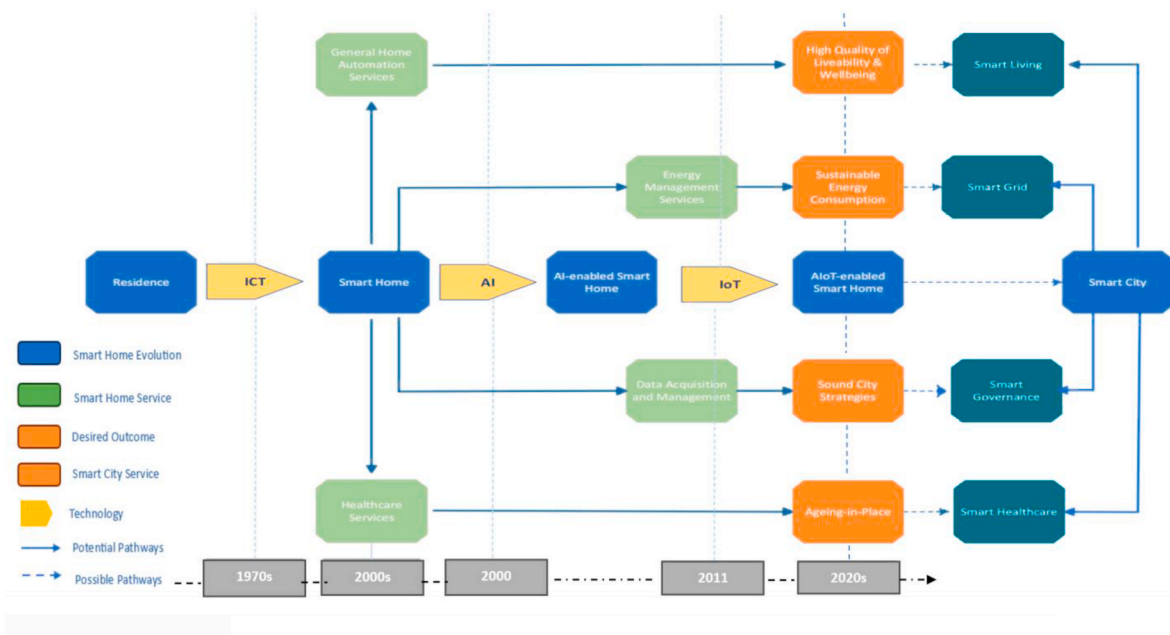 General Home
Automation
Services
High Quality of
Liveability &
Wellbeing
Smart Living
Energy
Management
Services
Sustainable
Energy
Consumption
Smart Grid
Residence
ICT
Smart Home
AI
AI-enabled Smart
Home
IoT
AIoT-enabled
Smart Home
Smart City
Smart Home Evolution
Smart Home Service
Desired Outcome
Smart City Service
Technology
Potential Pathways
Possible Pathways
Data Acquisition
and Management
Sound City
Strategies
Smart
Governance
Healthcare
Services
Ageing-in-Place
Smart Healthcare
1970s
2000s
2000
2011
2020s